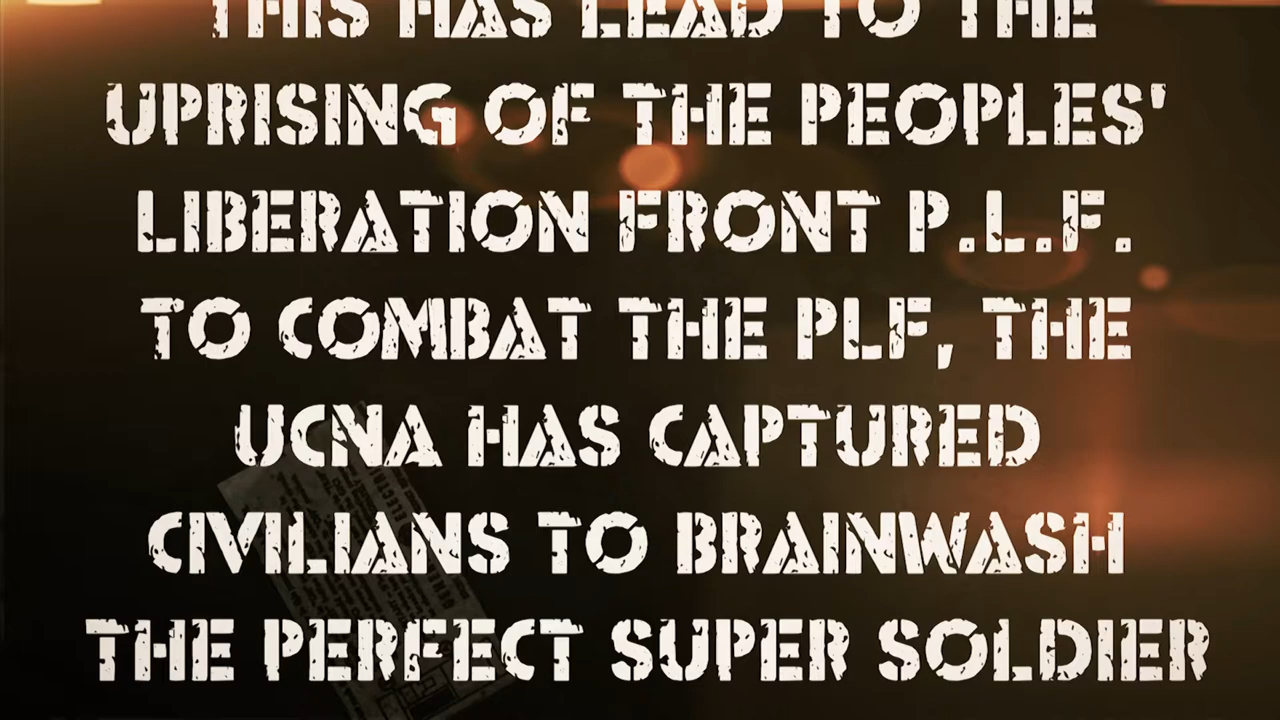 THIS HAS LEAD TO THE
UPRISING OF THE PEOPLES'
LIBERATION FRONT P.L.F.
TO COMBAT THE PLF, THE
UCNA HAS CAPTURED
CIVILIANS TO BRAINWASH
THE PERFECT SUPER SOLDIER